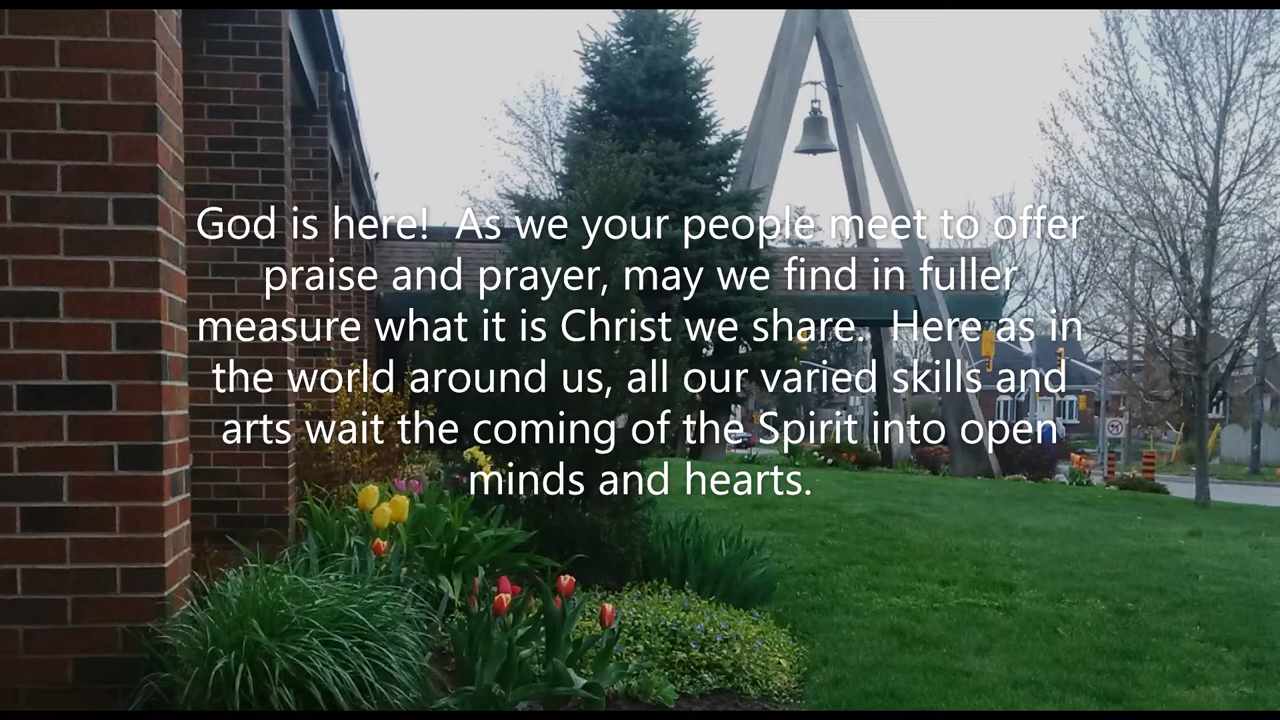 God is here!  As we your people meet to offer
praise and prayer, may we find in fuller
measure what it is Christ we share.  Here as in
the world around us, all our varied skills and
arts wait the coming of the Spirit into open
minds and hearts.